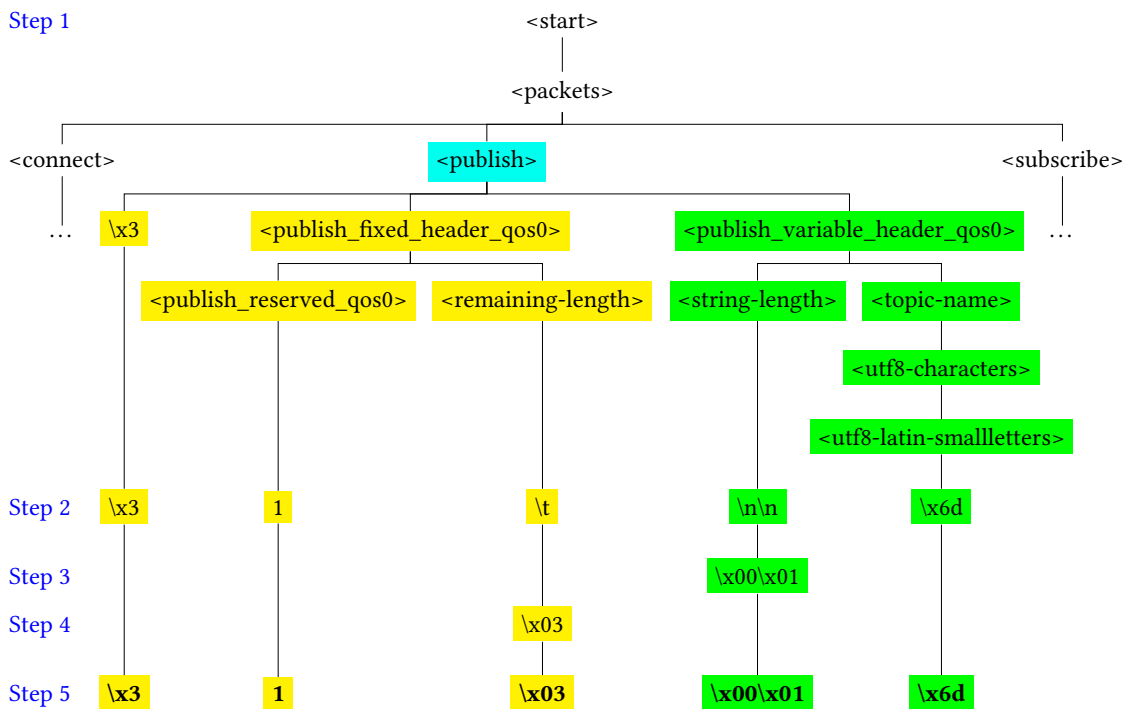 Step 1 <start>
<packets>
<connect> <publish> <subscribe>
... \x3 <publish_fixed_header_qos0> <publish_variable_header_qos0> ...
<publish_reserved_qos0> <remaining-length> <string-length> <topic-name>
<utf8-characters>
<utf8-latin-smallletters>
Step 2 \x3 1 \t \n\n \x6d
Step 3 \x00\x01
Step 4 \x03
Step 5 \x3 1 \x03 \x00\x01 \x6d